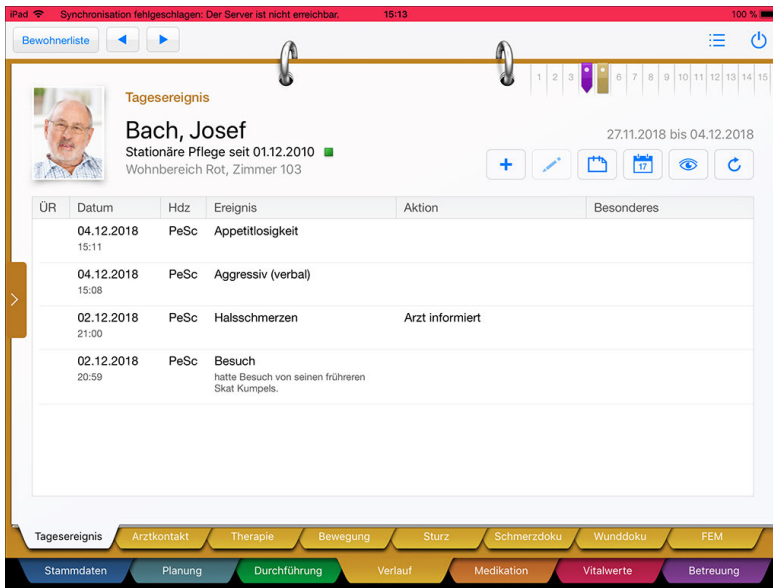 iPad Synchronisation fehlgeschlagen: Der Server ist nicht erreichbar. 15:13 100 %
Bewohnerliste
1 2 3 6 7 8 9 10 11 12 13 14 15
Tagesereignis
Bach, Josef
27.11.2018 bis 04.12.2018
Stationäre Pflege seit 01.12.2010
Wohnbereich Rot, Zimmer 103
17
ÜR Datum Hdz Ereignis Aktion Besonderes
04.12.2018 PeSc Appetitlosigkeit
15:11
04.12.2018 PeSc Aggressiv (verbal)
15:08
02.12.2018 PeSc Halsschmerzen Arzt informiert
21:00
02.12.2018 PeSc Besuch
20:59 hatte Besuch von seinen frühreren
Skat Kumpels.
Tagesereignis Arztkontakt Therapie Bewegung Sturz Schmerzdoku Wunddoku FEM
Stammdaten Planung Durchführung Verlauf Medikation Vitalwerte Betreuung